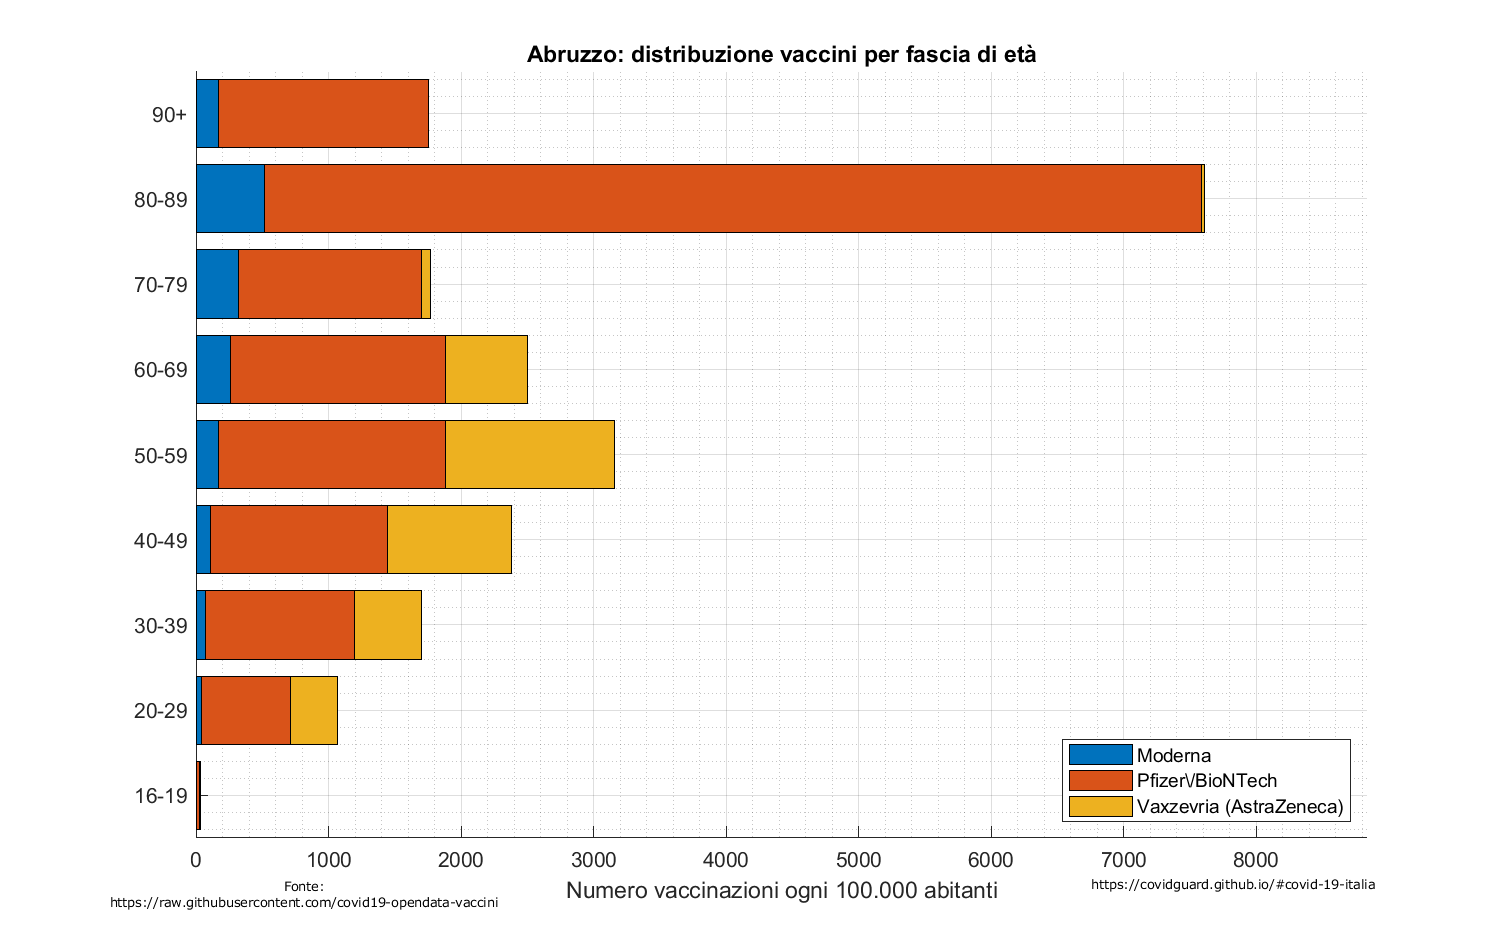 Abruzzo: distribuzione vaccini per fascia di età
90+
80-89
70-79
60-69
50-59
40-49
30-39
20-29
16-19
Moderna
Pfizer\/BioNTech
Vaxzevria (AstraZeneca)
0 1000 2000 3000 4000 5000 6000 7000 8000
Numero vaccinazioni ogni 100.000 abitanti
Fonte:
https://raw.githubusercontent.com/covid19-opendata-vaccini
https://covidguard.github.io/#covid-19-italia